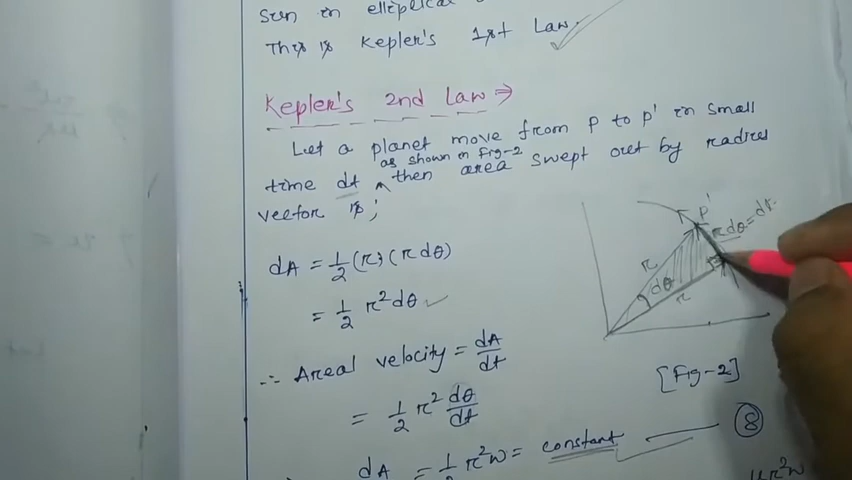 sun in elliptical
This is Kepler's 1st Law.
Kepler's 2nd Law ⇒
Let a planet move from P to P' in small
time dt ^ as shown in Fig-2 then area swept out by radius
vector is;
dA = 1/2 (r) (r dθ)
= 1/2 r² dθ
∴ Areal velocity = dA/dt
= 1/2 r² dθ/dt
dA = 1/2 r² ω = constant ⑧
P'
r dθ = dr
r
dθ
r
[Fig-2]
r²ω